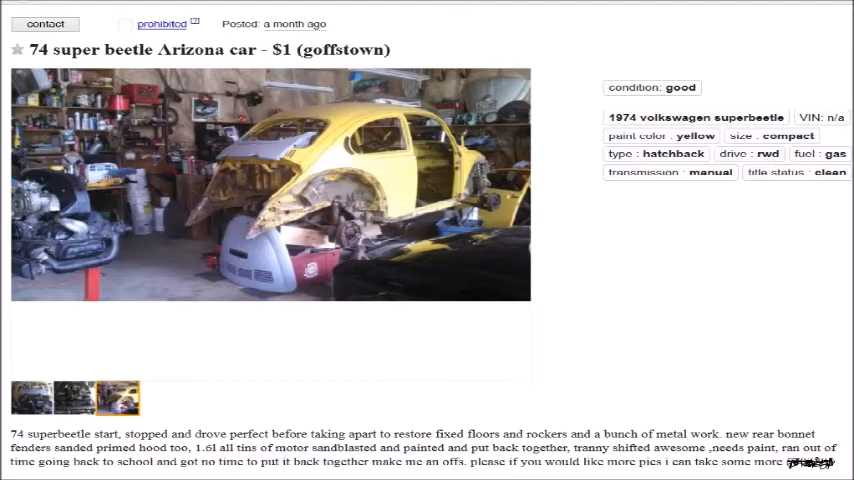 contact prohibited [?] Posted: a month ago
74 super beetle Arizona car - $1 (goffstown)
condition: good
1974 volkswagen superbeetle VIN: n/a
paint color : yellow size : compact
type : hatchback drive : rwd fuel : gas
transmission : manual title status : clean
74 superbeetle start, stopped and drove perfect before taking apart to restore fixed floors and rockers and a bunch of metal work. new rear bonnet
fenders sanded primed hood too, 1.6l all tins of motor sandblasted and painted and put back together, tranny shifted awesome ,needs paint, ran out of
time going back to school and got no time to put it back together make me an offs. please if you would like more pics i can take some more